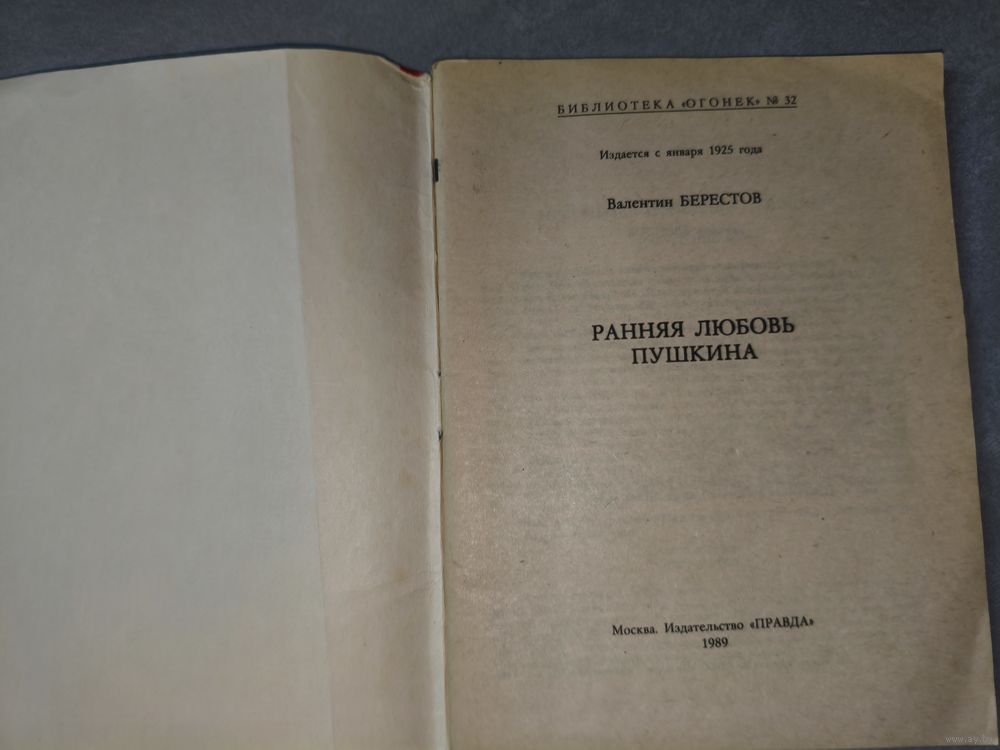 БИБЛИОТЕКА «ОГОНЕК» № 32
Издается с января 1925 года
Валентин БЕРЕСТОВ
РАННЯЯ ЛЮБОВЬ
ПУШКИНА
Москва. Издательство «ПРАВДА»
1989